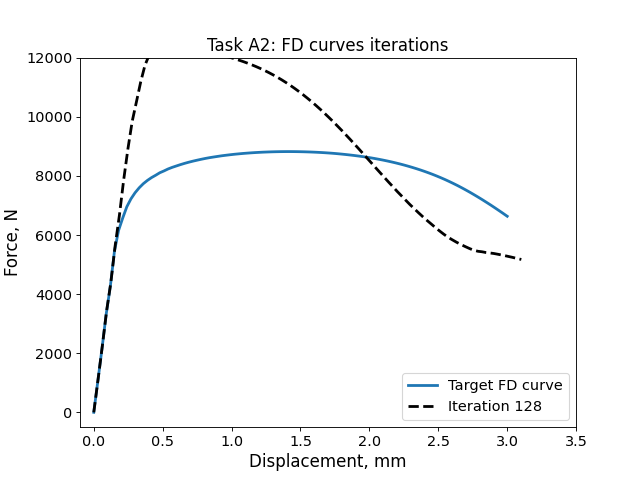 Task A2: FD curves iterations
Force, N
12000
10000
8000
6000
4000
2000
0
0.0 0.5 1.0 1.5 2.0 2.5 3.0 3.5
Displacement, mm
Target FD curve
Iteration 128